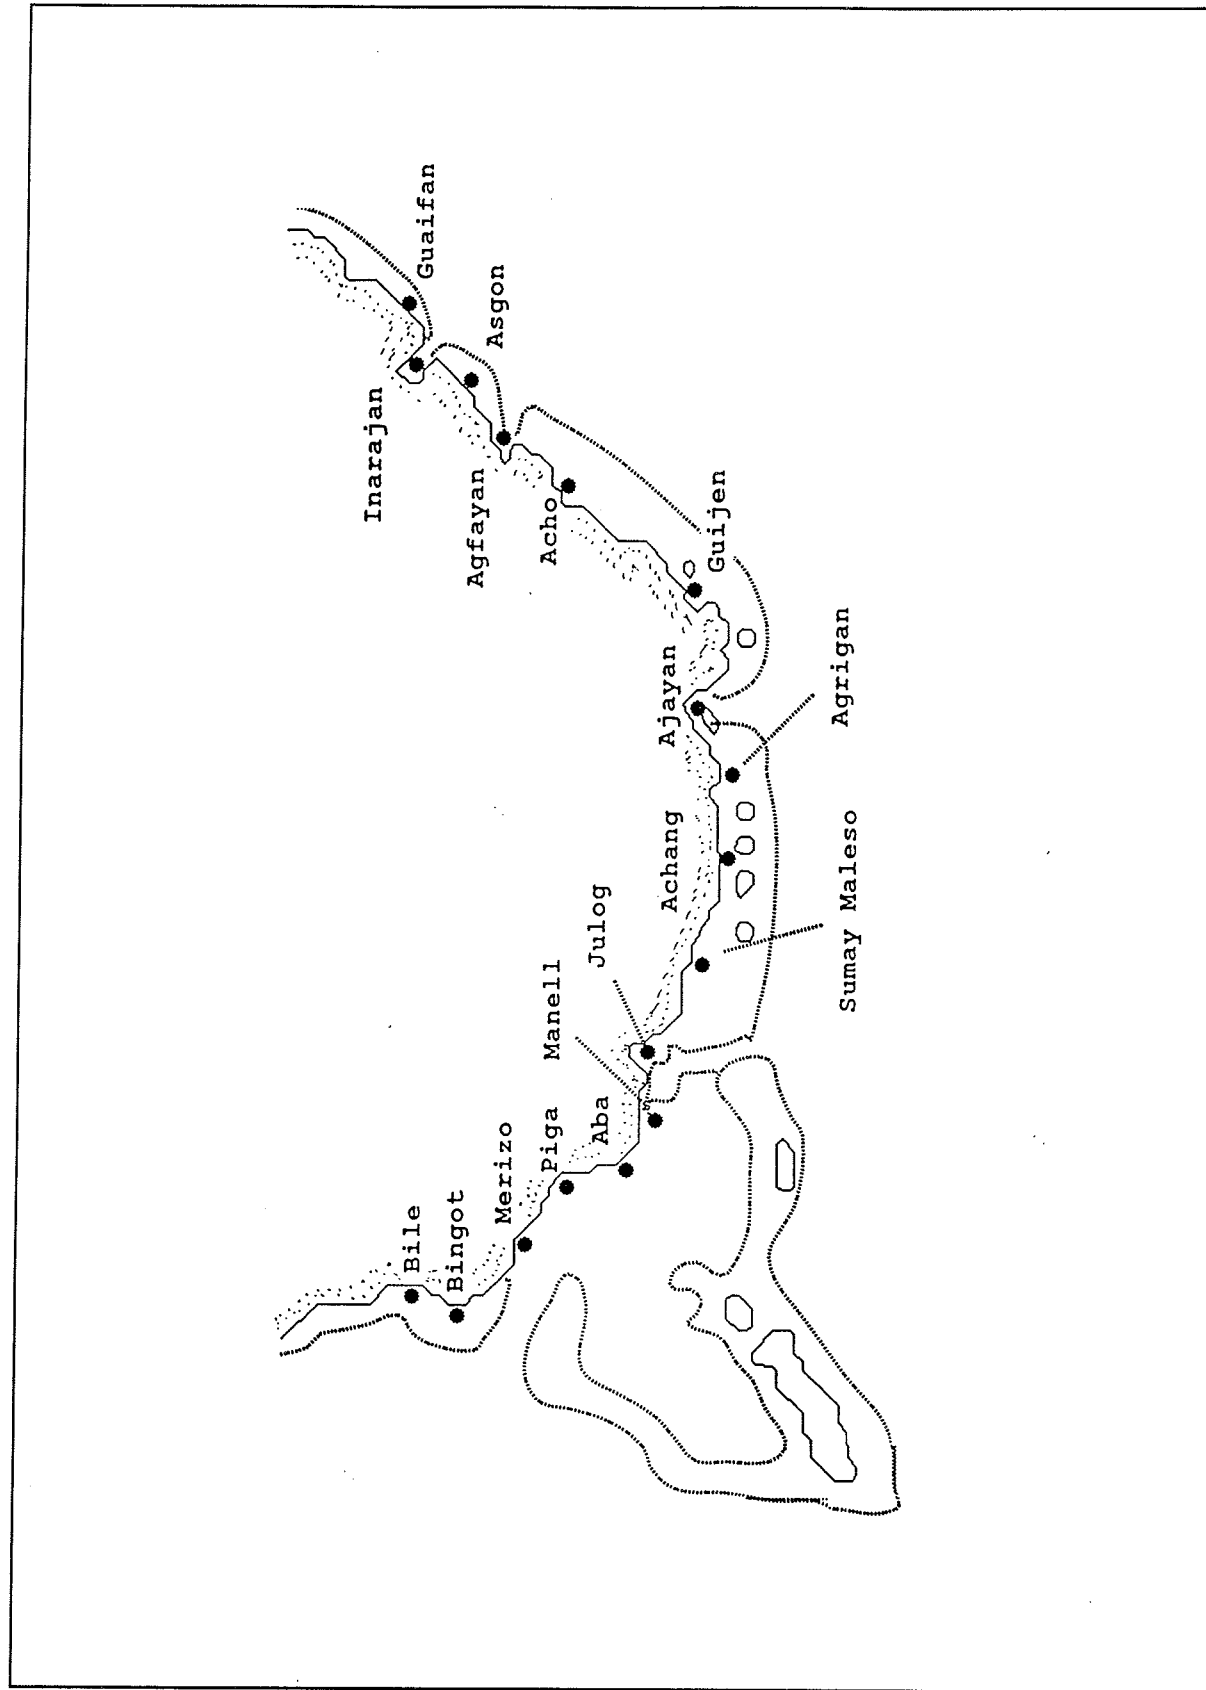 Bile
Bingot
Merizo
Piga
Aba
Manell
Julog
Achang
Sumay Maleso
Ajayan
Agrigan
Guijen
Acho
Agfayan
Inarajan
Asgon
Guaifan